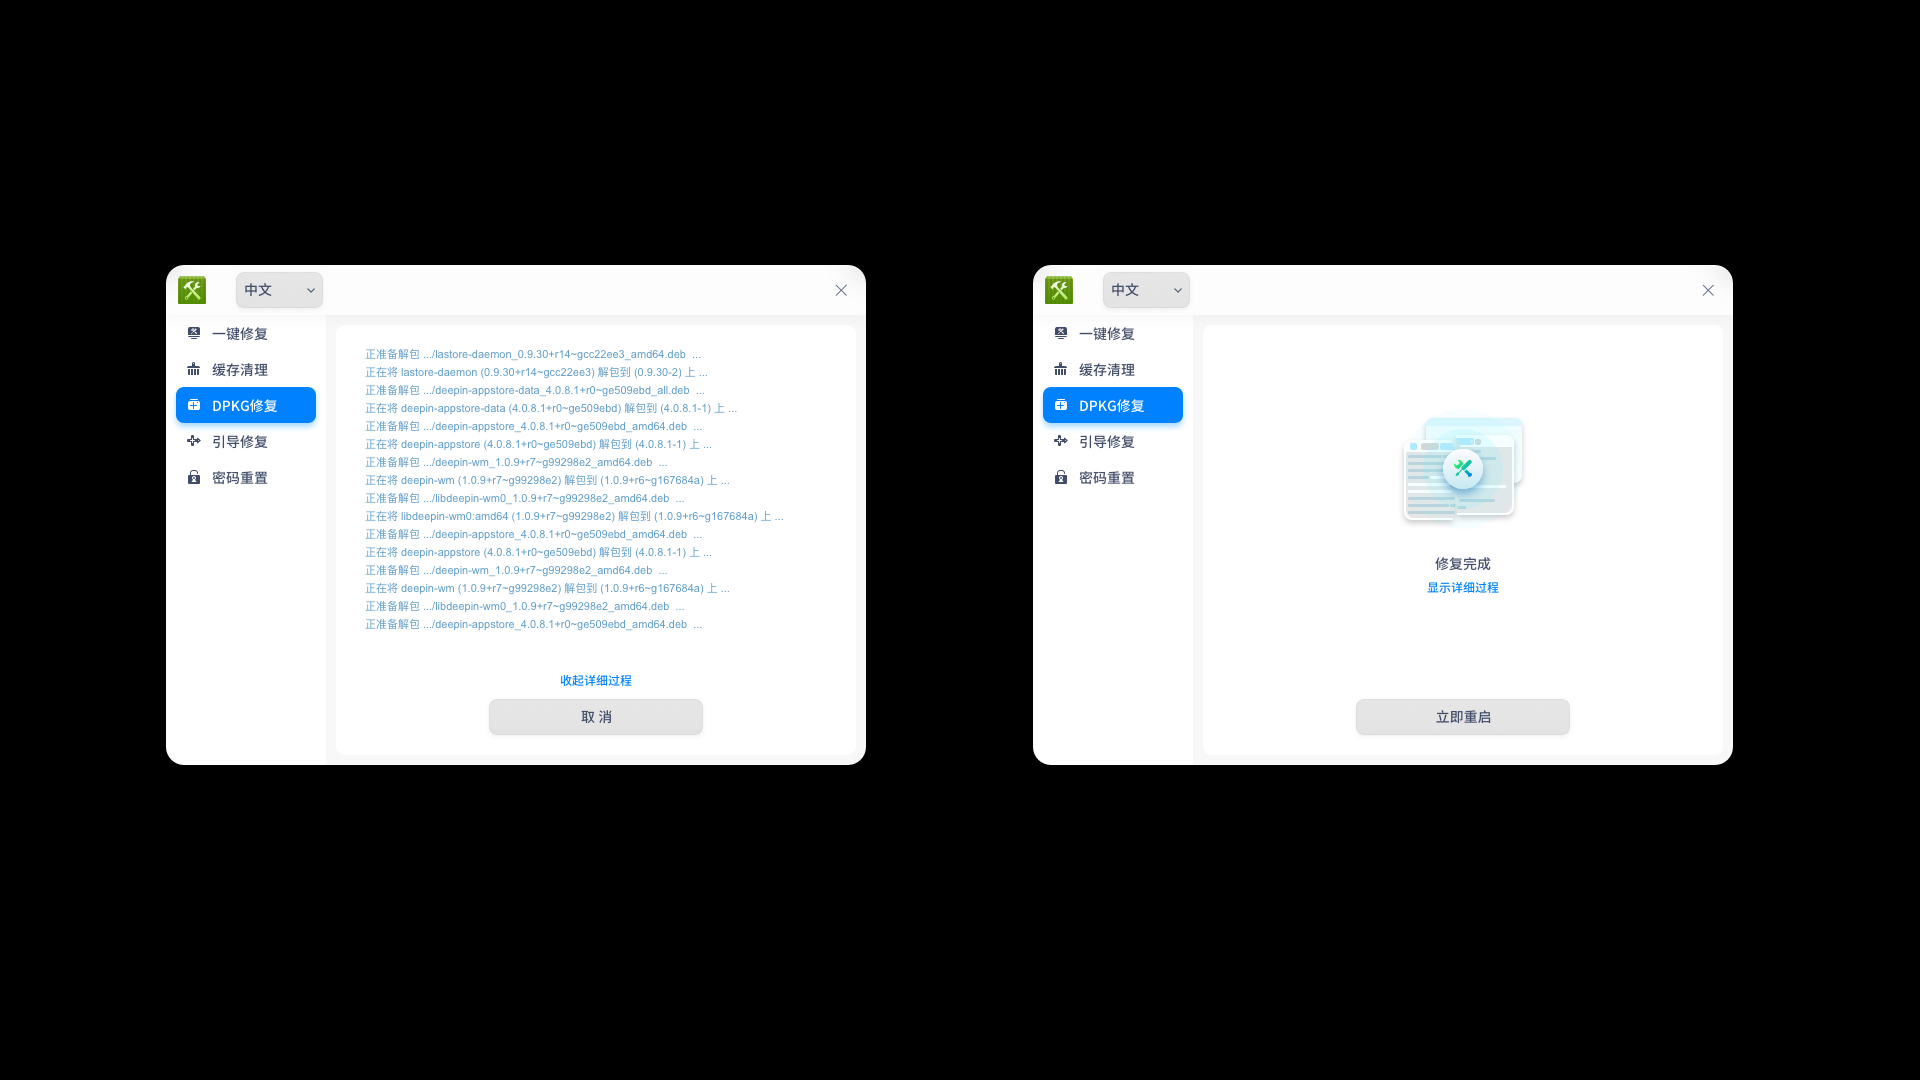 中文
一键修复
缓存清理
DPKG修复
引导修复
密码重置
正准备解包 .../lastore-daemon_0.9.30+r14~gcc22ee3_amd64.deb ...
正在将 lastore-daemon (0.9.30+r14~gcc22ee3) 解包到 (0.9.30-2) 上 ...
正准备解包 .../deepin-appstore-data_4.0.8.1+r0~ge509ebd_all.deb ...
正在将 deepin-appstore-data (4.0.8.1+r0~ge509ebd) 解包到 (4.0.8.1-1) 上 ...
正准备解包 .../deepin-appstore_4.0.8.1+r0~ge509ebd_amd64.deb ...
正在将 deepin-appstore (4.0.8.1+r0~ge509ebd) 解包到 (4.0.8.1-1) 上 ...
正准备解包 .../deepin-wm_1.0.9+r7~g99298e2_amd64.deb ...
正在将 deepin-wm (1.0.9+r7~g99298e2) 解包到 (1.0.9+r6~g167684a) 上 ...
正准备解包 .../libdeepin-wm0_1.0.9+r7~g99298e2_amd64.deb ...
正在将 libdeepin-wm0:amd64 (1.0.9+r7~g99298e2) 解包到 (1.0.9+r6~g167684a) 上 ...
正准备解包 .../deepin-appstore_4.0.8.1+r0~ge509ebd_amd64.deb ...
正在将 deepin-appstore (4.0.8.1+r0~ge509ebd) 解包到 (4.0.8.1-1) 上 ...
正准备解包 .../deepin-wm_1.0.9+r7~g99298e2_amd64.deb ...
正在将 deepin-wm (1.0.9+r7~g99298e2) 解包到 (1.0.9+r6~g167684a) 上 ...
正准备解包 .../libdeepin-wm0_1.0.9+r7~g99298e2_amd64.deb ...
正准备解包 .../deepin-appstore_4.0.8.1+r0~ge509ebd_amd64.deb ...
收起详细过程
取 消
中文
一键修复
缓存清理
DPKG修复
引导修复
密码重置
修复完成
显示详细过程
立即重启